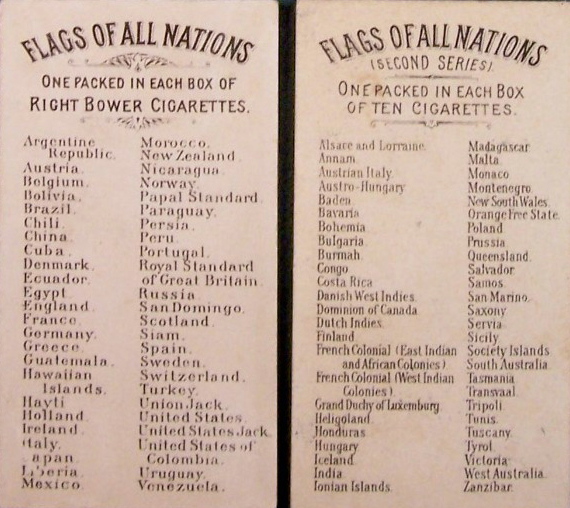 FLAGS OF ALL NATIONS
ONE PACKED IN EACH BOX OF
RIGHT BOWER CIGARETTES.
Argentine
Republic.
Austria.
Belgium.
Bolivia.
Brazil.
Chili.
China.
Cuba.
Denmark.
Ecuador.
Egypt.
England.
France.
Germany.
Greece.
Guatemala.
Hawaiian
Islands.
Hayti
Holland.
Ireland.
Italy.
apan
Liberia.
Mexico
Morocco.
New Zealand.
Nicaragua.
Norway.
Papal Standard.
Paraguay.
Persia.
Peru.
Portugal.
Royal Standard
of Great Britain.
Russia.
San Domingo.
Scotland.
Siam.
Spain.
Sweden.
Switzerland.
Turkey.
Union Jack.
United States.
United States Jack.
United States of
Colombia.
Uruguay.
Venezuela.
FLAGS OF ALL NATIONS
(SECOND SERIES).
ONE PACKED IN EACH BOX
OF TEN CIGARETTES.
Alsace and Lorraine.
Annam.
Austrian Italy.
Austro-Hungary
Baden
Bavaria
Bohemia
Bulgaria
Burmah
Congo
Costa Rica
Danish West Indies.
Dominion of Canada
Dutch Indies
Finland
French Colonial (East Indian
and African Colonies)
French Colonial (West Indian
Colonies)
Grand Duchy of Luxemburg
Heligoland
Honduras
Hungary
Iceland
India
Ionian Islands.
Madagascar
Malta
Monaco
Montenegro
New South Wales.
Orange Free State.
Poland
Prussia
Queensland.
Salvador
Samos
San Marino.
Saxony
Servia
Sicily
Society Islands
South Australia
Tasmania
Transvaal
Tripoli
Tunis
Tuscany
Tyrol
Victoria
West Australia.
Zanzibar.